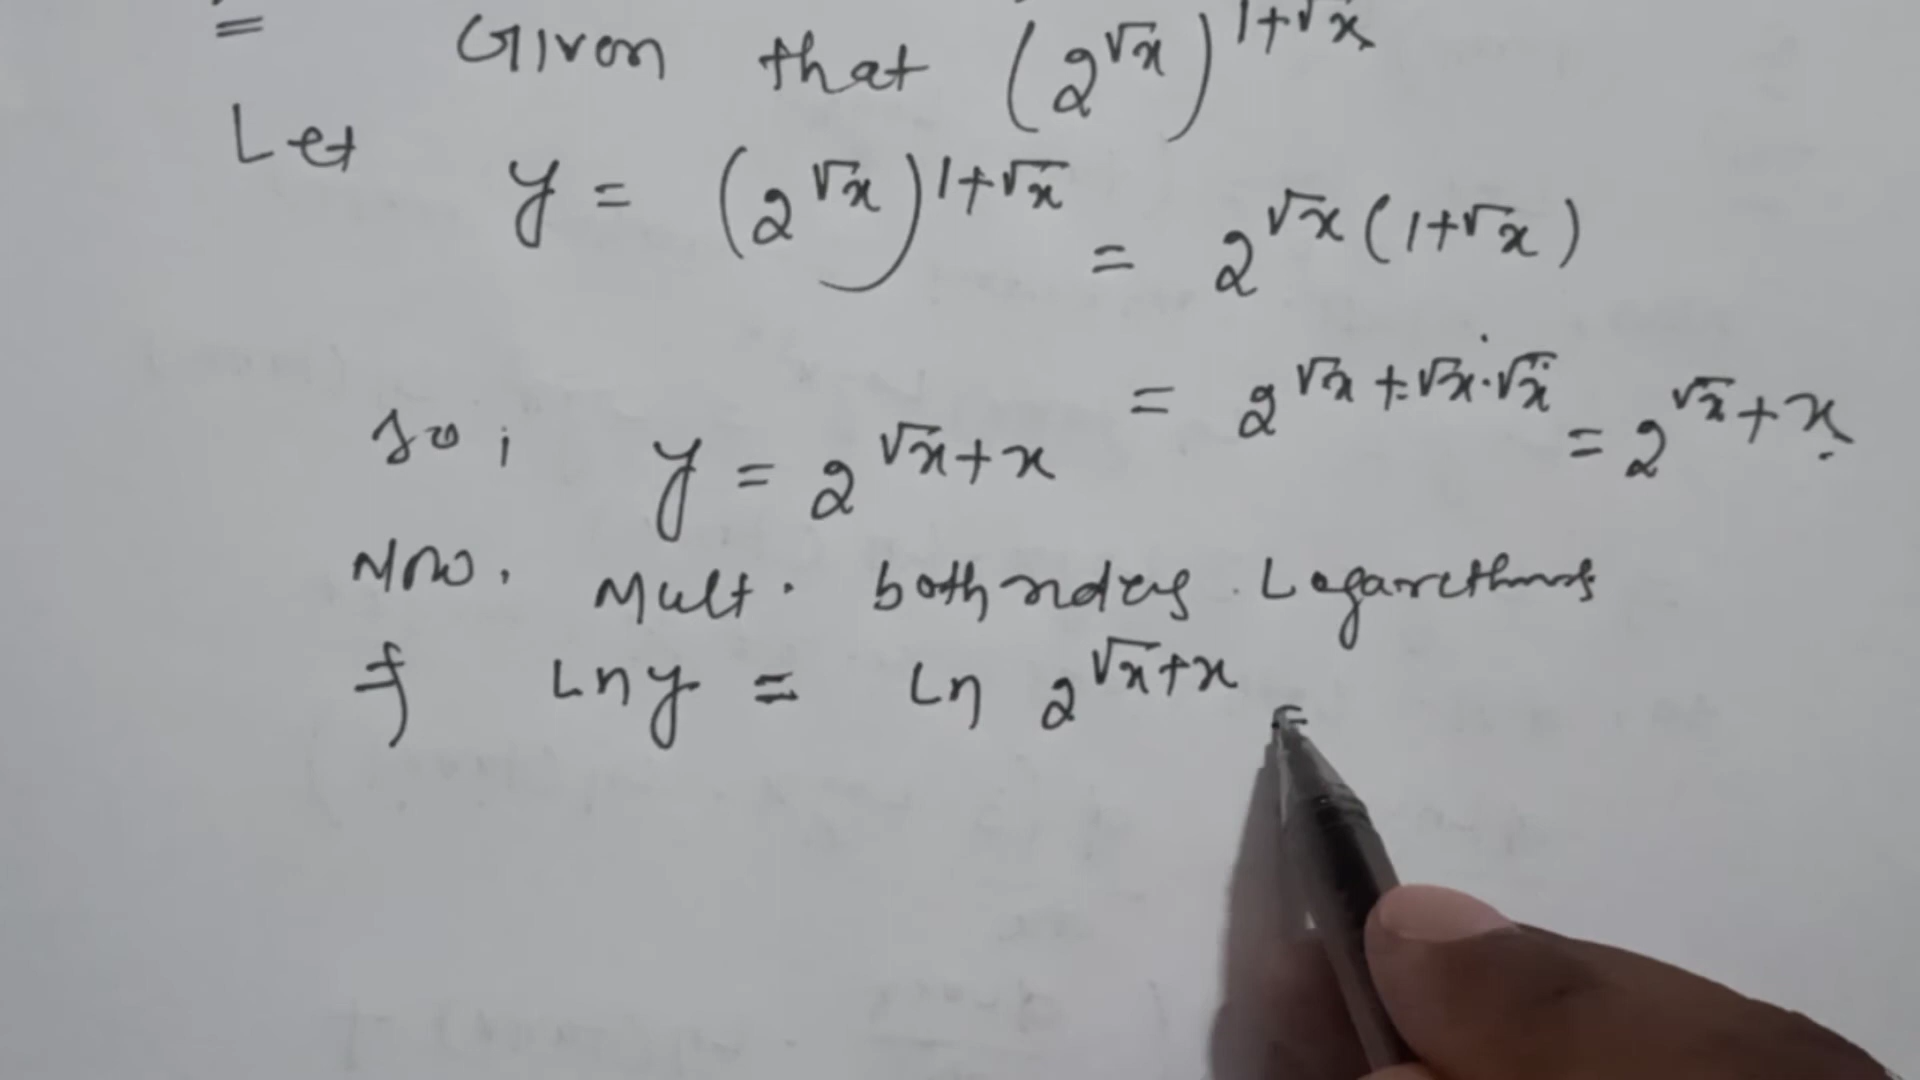 = Given that (2^√x)^1+√x
Let y = (2^√x)^1+√x = 2^√x(1+√x)
= 2^√x+√x·√x = 2^√x+x
So, y = 2^√x+x
Now, Mult. both sides Logarithms
⇒ Ln y = Ln 2^√x+x =